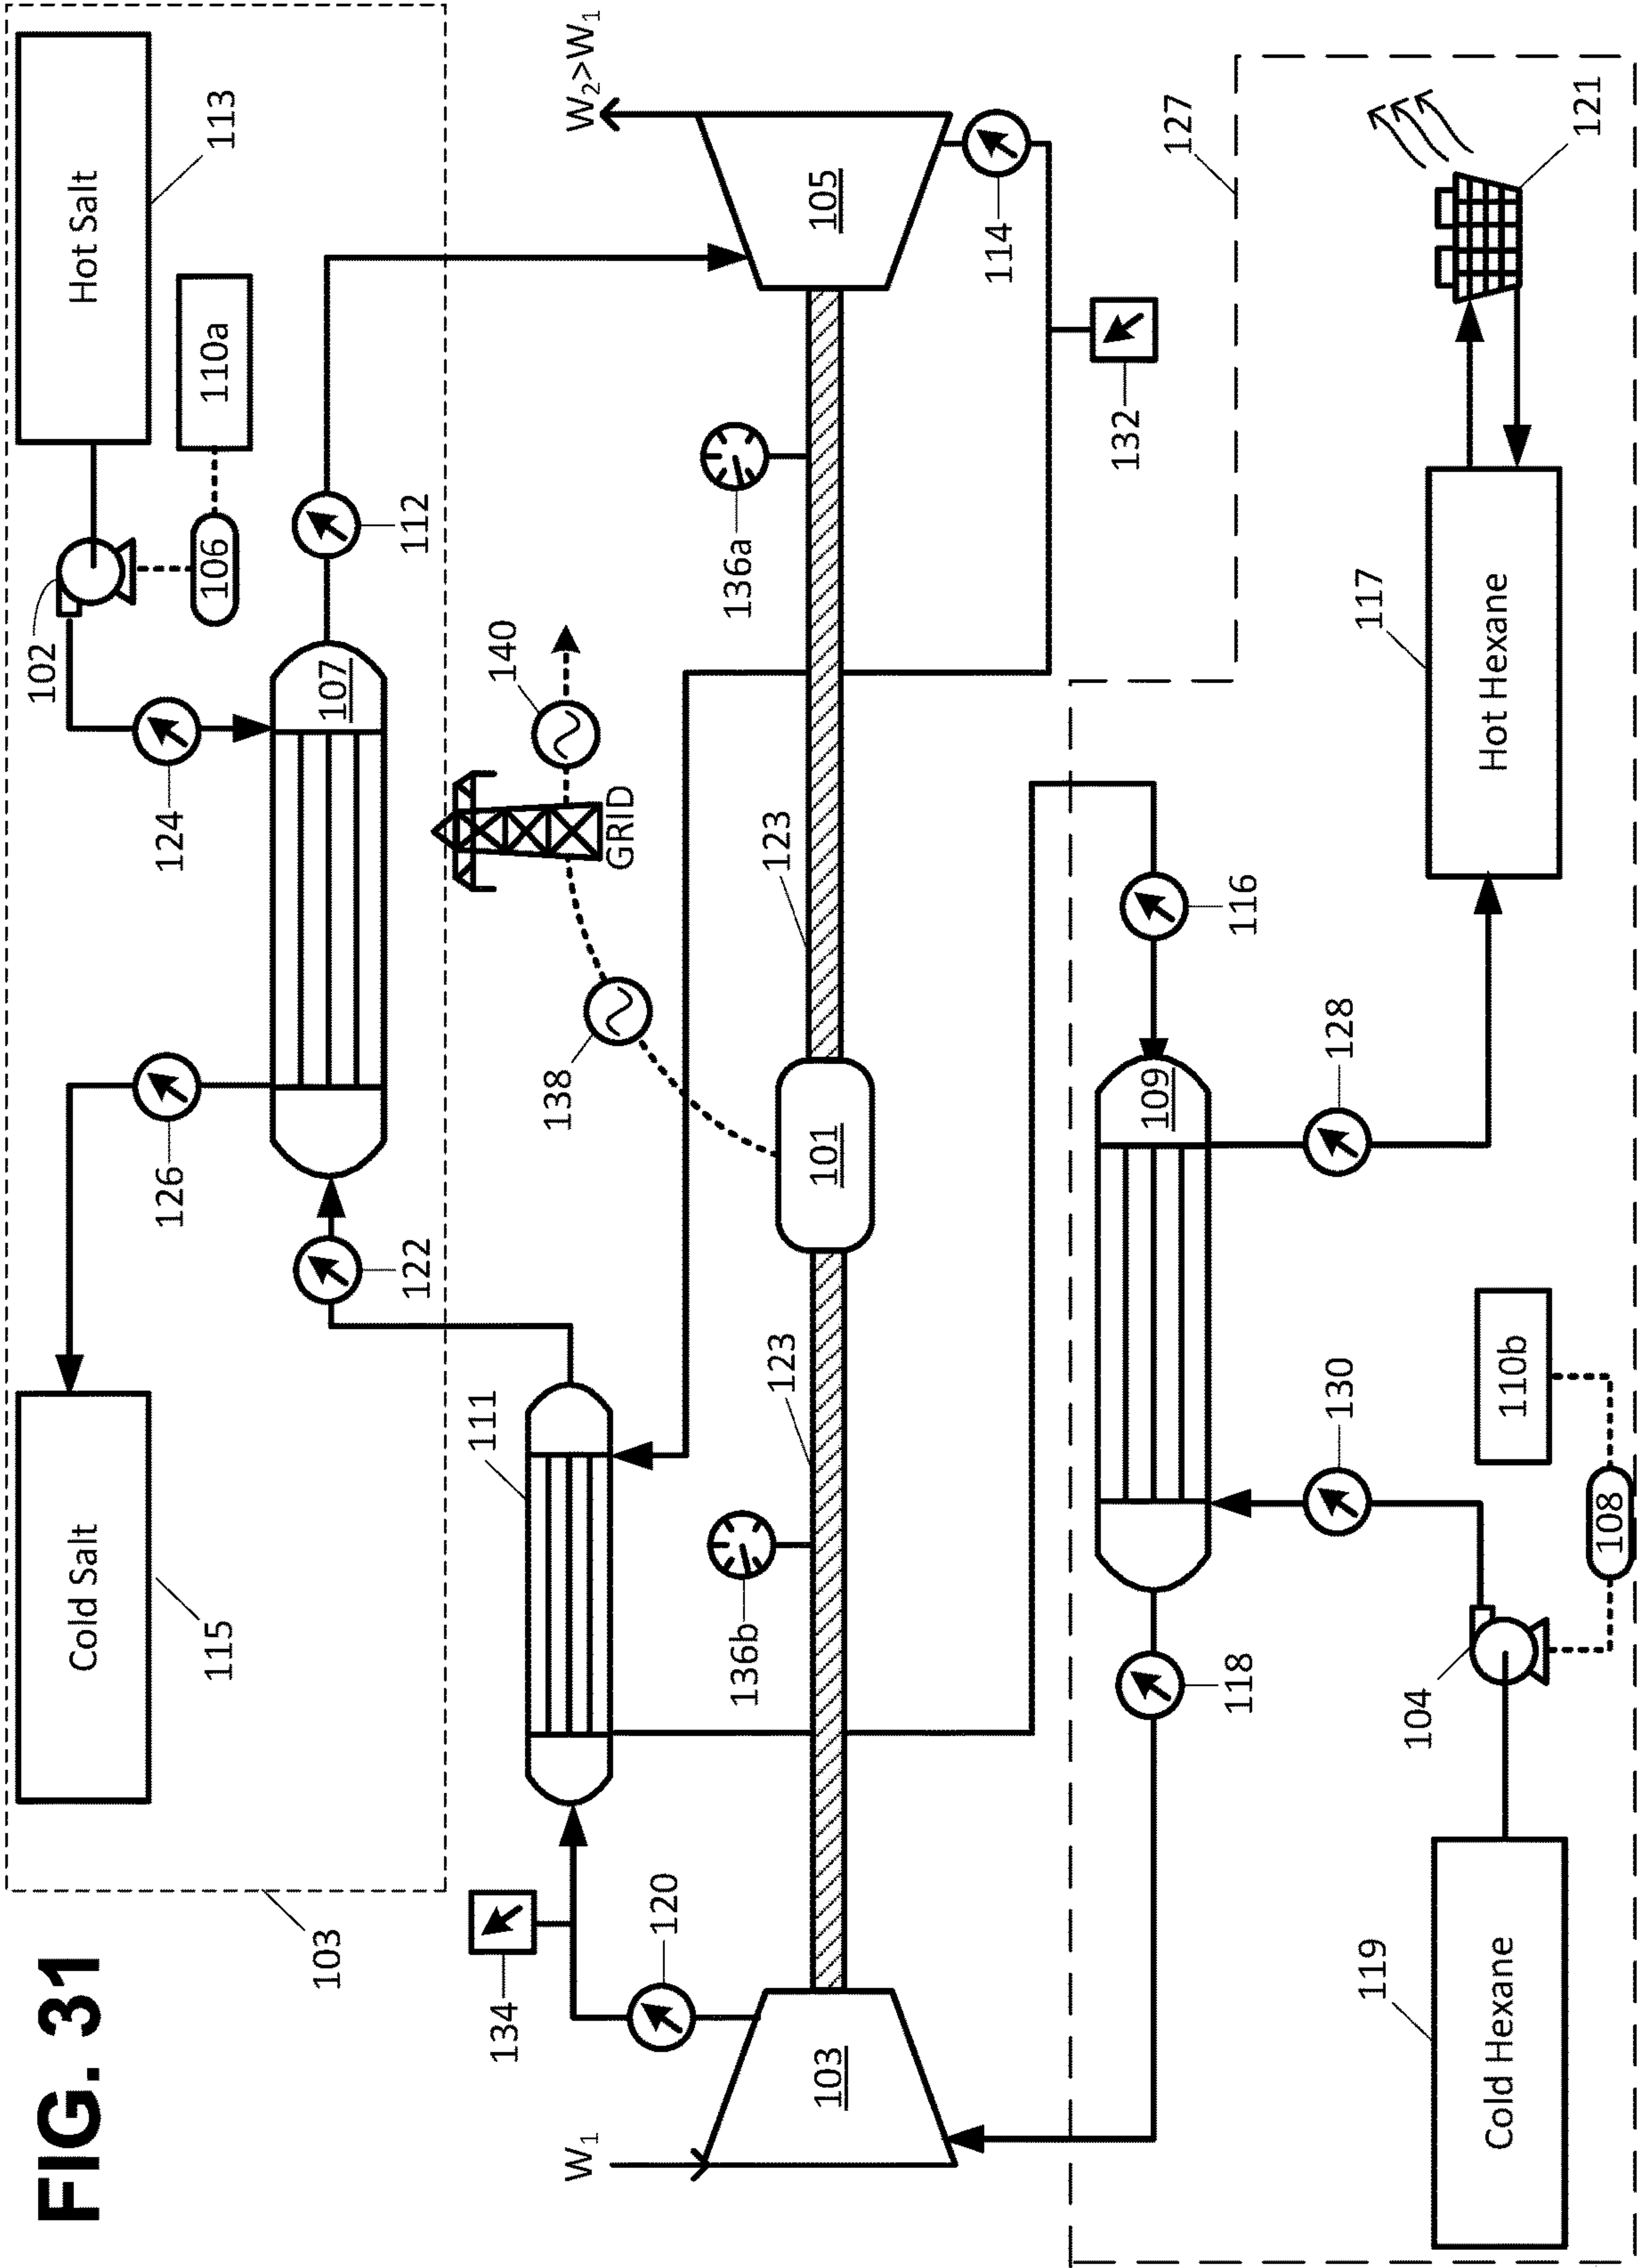 FIG. 31
103
Cold Salt
115
Hot Salt
113
110a
106
102
124
126
107
112
122
134
120
111
138
GRID
140
W₂>W₁
105
114
132
136a
136b
123
123
101
W₁
103
127
116
109
118
128
130
117
Hot Hexane
121
110b
108
104
119
Cold Hexane